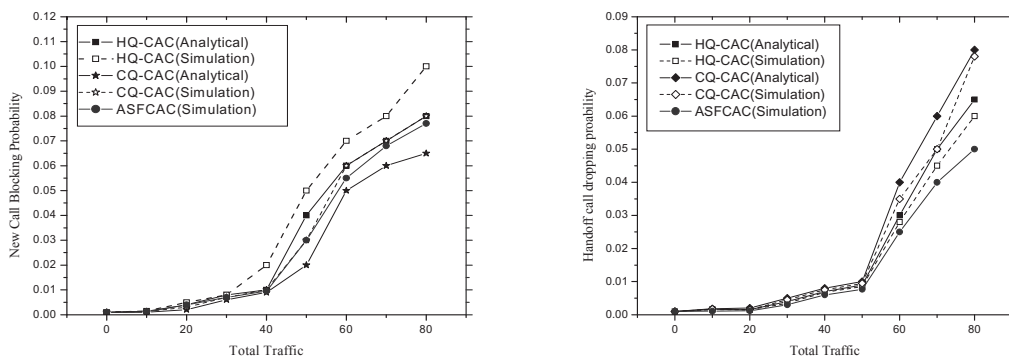 0.12
0.11
0.10
0.09
0.08
0.07
0.06
0.05
0.04
0.03
0.02
0.01
0.00
New Call Blocking Probability
HQ-CAC(Analytical)
HQ-CAC(Simulation)
CQ-CAC(Analytical)
CQ-CAC(Simulation)
ASFCAC(Simulation)
0 20 40 60 80
Total Traffic
0.09
0.08
0.07
0.06
0.05
0.04
0.03
0.02
0.01
0.00
Handoff call dropping proability
HQ-CAC(Analytical)
HQ-CAC(Simulation)
CQ-CAC(Analytical)
CQ-CAC(Simulation)
ASFCAC(Simulation)
0 20 40 60 80
Total Traffic